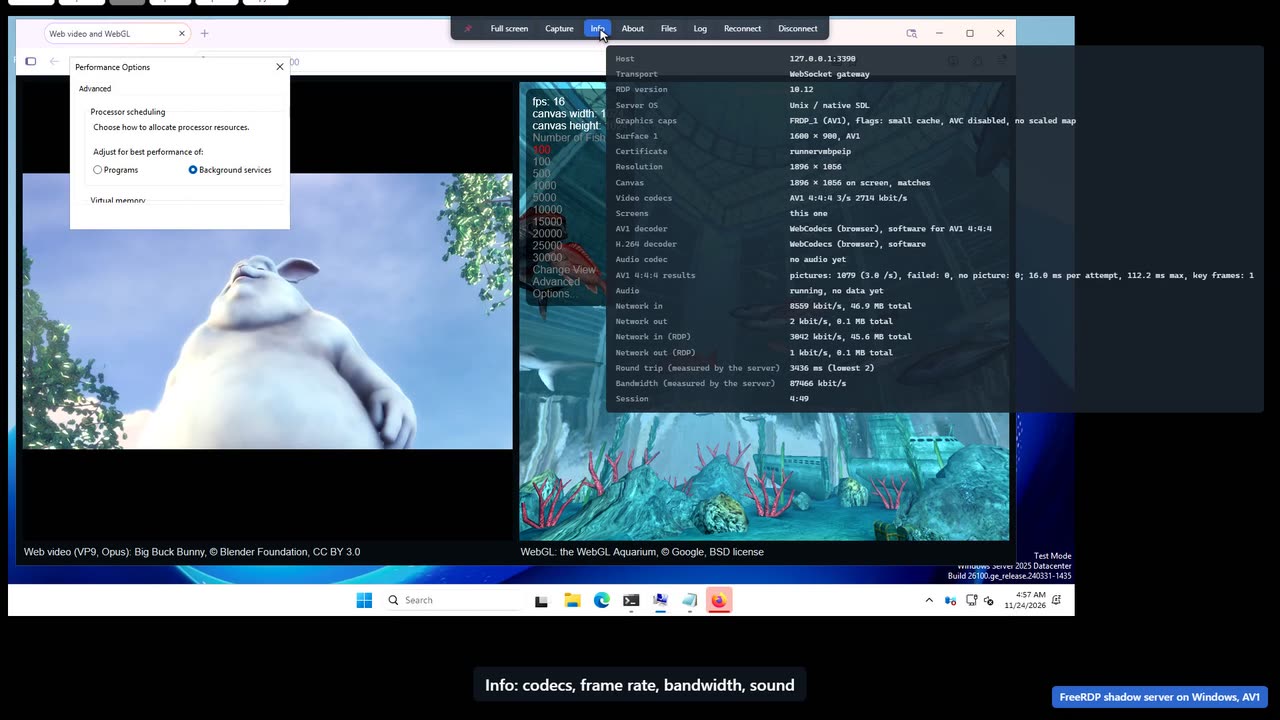 Web video and WebGL
Full screen
Capture
Info
About
Files
Log
Reconnect
Disconnect
Performance Options
Advanced
Processor scheduling
Choose how to allocate processor resources.
Adjust for best performance of:
Programs
Background services
Virtual memory
fps: 16
canvas width: 1
canvas height:
Number of Fish
100
100
500
1000
5000
10000
15000
20000
25000
30000
Change View
Advanced
Options...
Host 127.0.0.1:3390
Transport WebSocket gateway
RDP version 10.12
Server OS Unix / native SDL
Graphics caps FRDP_1 (AV1), flags: small cache, AVC disabled, no scaled map
Surface 1 1600 × 900, AV1
Certificate runnervmbpeip
Resolution 1896 × 1056
Canvas 1896 × 1056 on screen, matches
Video codecs AV1 4:4:4 3/s 2714 kbit/s
Screens this one
AV1 decoder WebCodecs (browser), software for AV1 4:4:4
H.264 decoder WebCodecs (browser), software
Audio codec no audio yet
AV1 4:4:4 results pictures: 1079 (3.0 /s), failed: 0, no picture: 0; 16.0 ms per attempt, 112.2 ms max, key frames: 1
Audio running, no data yet
Network in 8559 kbit/s, 46.9 MB total
Network out 2 kbit/s, 0.1 MB total
Network in (RDP) 3042 kbit/s, 45.6 MB total
Network out (RDP) 1 kbit/s, 0.1 MB total
Round trip (measured by the server) 3436 ms (lowest 2)
Bandwidth (measured by the server) 87466 kbit/s
Session 4:49
Web video (VP9, Opus): Big Buck Bunny, © Blender Foundation, CC BY 3.0
WebGL: the WebGL Aquarium, © Google, BSD license
Test Mode
Windows Server 2025 Datacenter
Build 26100.ge_release.240331-1435
Search
4:57 AM
11/24/2026
Info: codecs, frame rate, bandwidth, sound
FreeRDP shadow server on Windows, AV1